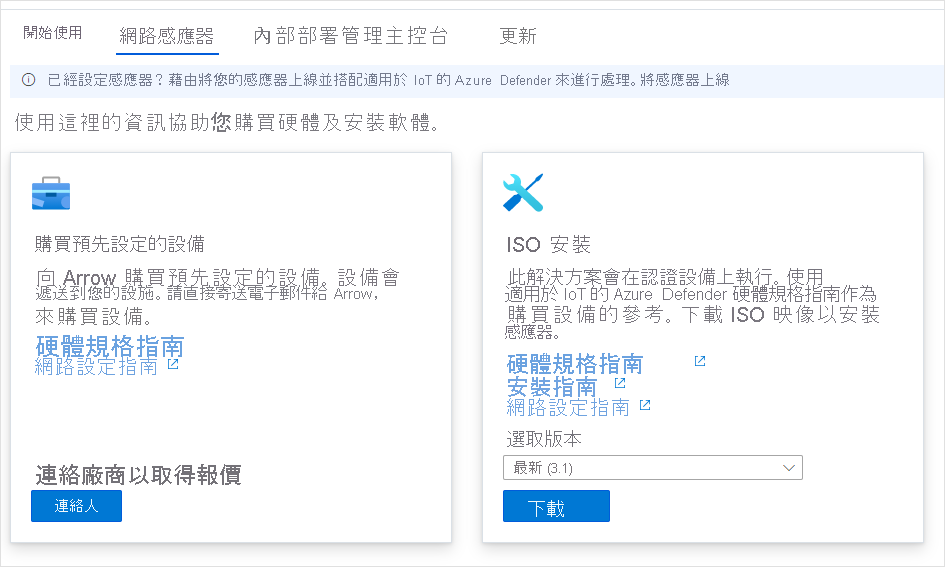 開始使用
網路感應器
內部部署管理主控台
更新
已經設定感應器？藉由將您的感應器上線並搭配適用於 IoT 的 Azure Defender 來進行處理。將感應器上線
使用這裡的資訊協助您購買硬體及安裝軟體。
購買預先設定的設備
向 Arrow 購買預先設定的設備。設備會
遞送到您的設施。請直接寄送電子郵件給 Arrow，
來購買設備。
硬體規格指南
網路設定指南
連絡廠商以取得報價
連絡人
ISO 安裝
此解決方案會在認證設備上執行。使用
適用於 IoT 的 Azure Defender 硬體規格指南作為
購買設備的參考。下載 ISO 映像以安裝
感應器。
硬體規格指南
安裝指南
網路設定指南
選取版本
最新 (3.1)
下載